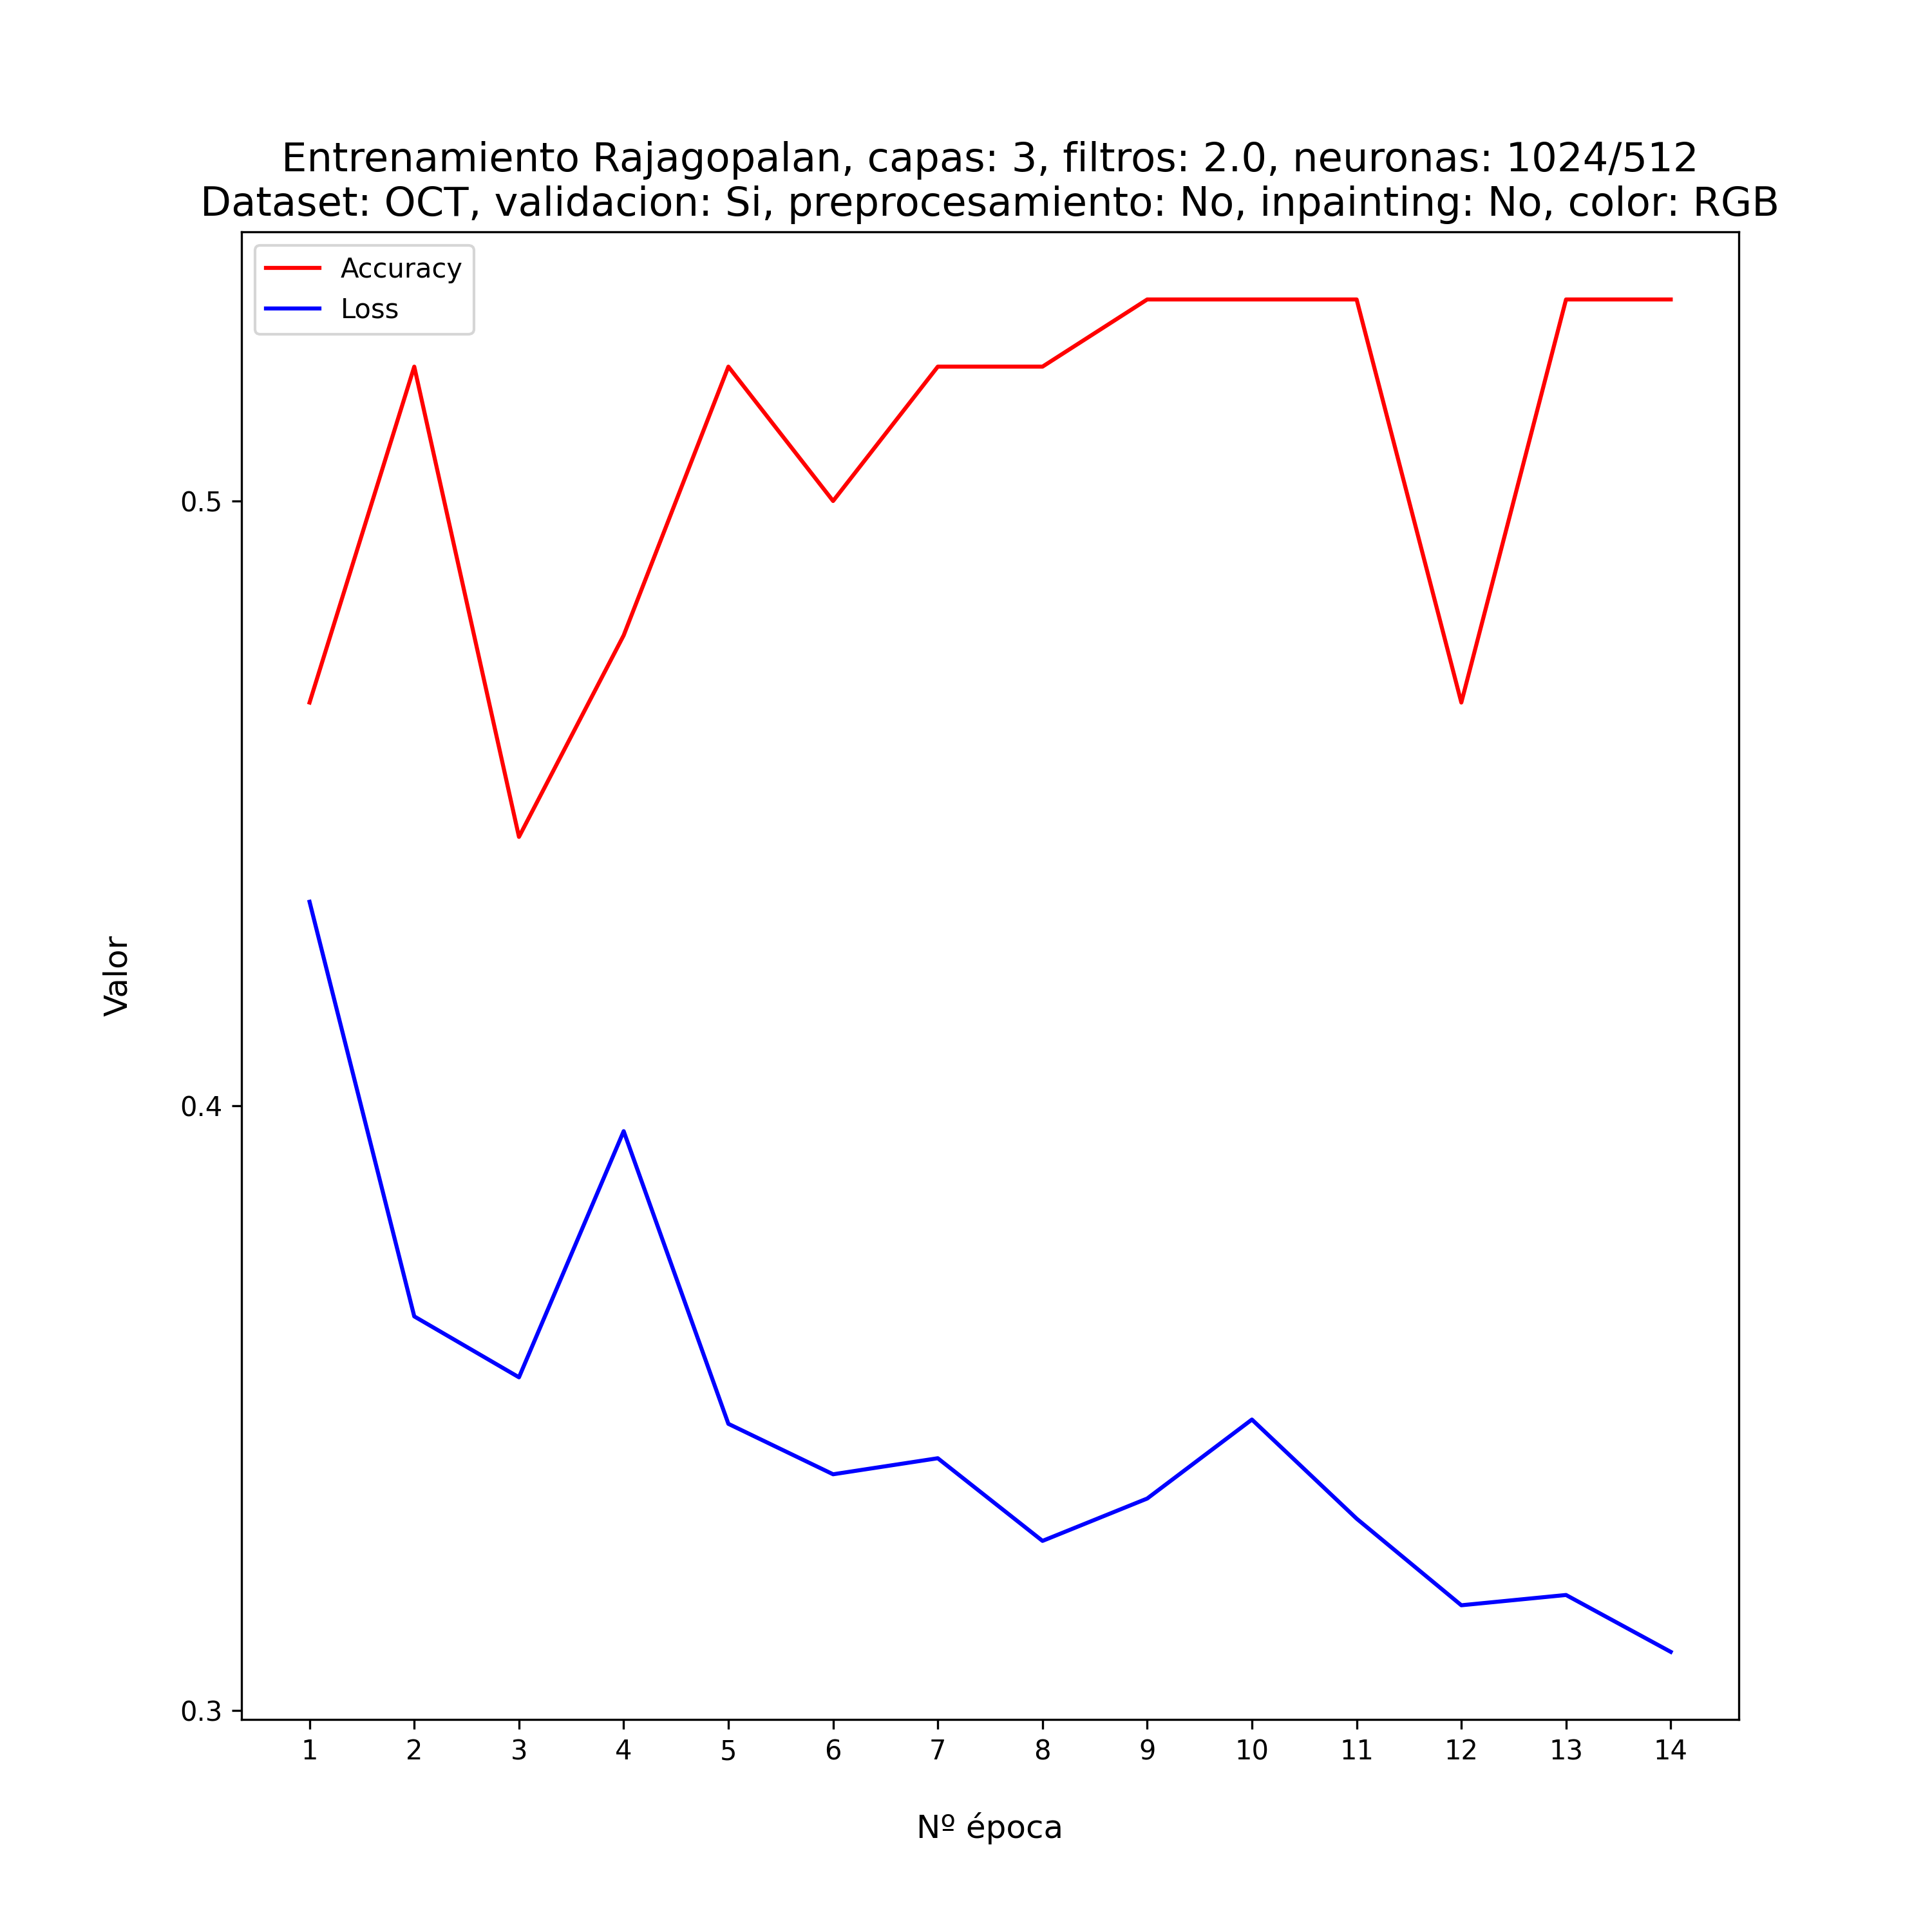 Entrenamiento Rajagopalan, capas: 3, filtros: 2.0, neuronas: 1024/512
Dataset: OCT, validacion: Si, preprocesamiento: No, inpainting: No, color: RGB
Accuracy
Loss
0.5
0.4
0.3
Valor
1 2 3 4 5 6 7 8 9 10 11 12 13 14
Nº época